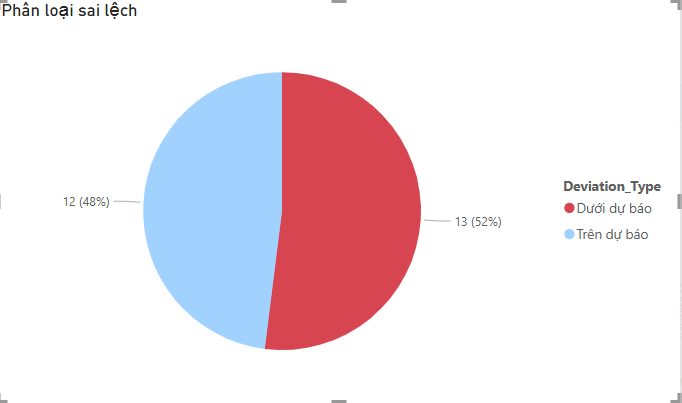 Phân loại sai lệch
12 (48%)
13 (52%)
Deviation_Type
Dưới dự báo
Trên dự báo